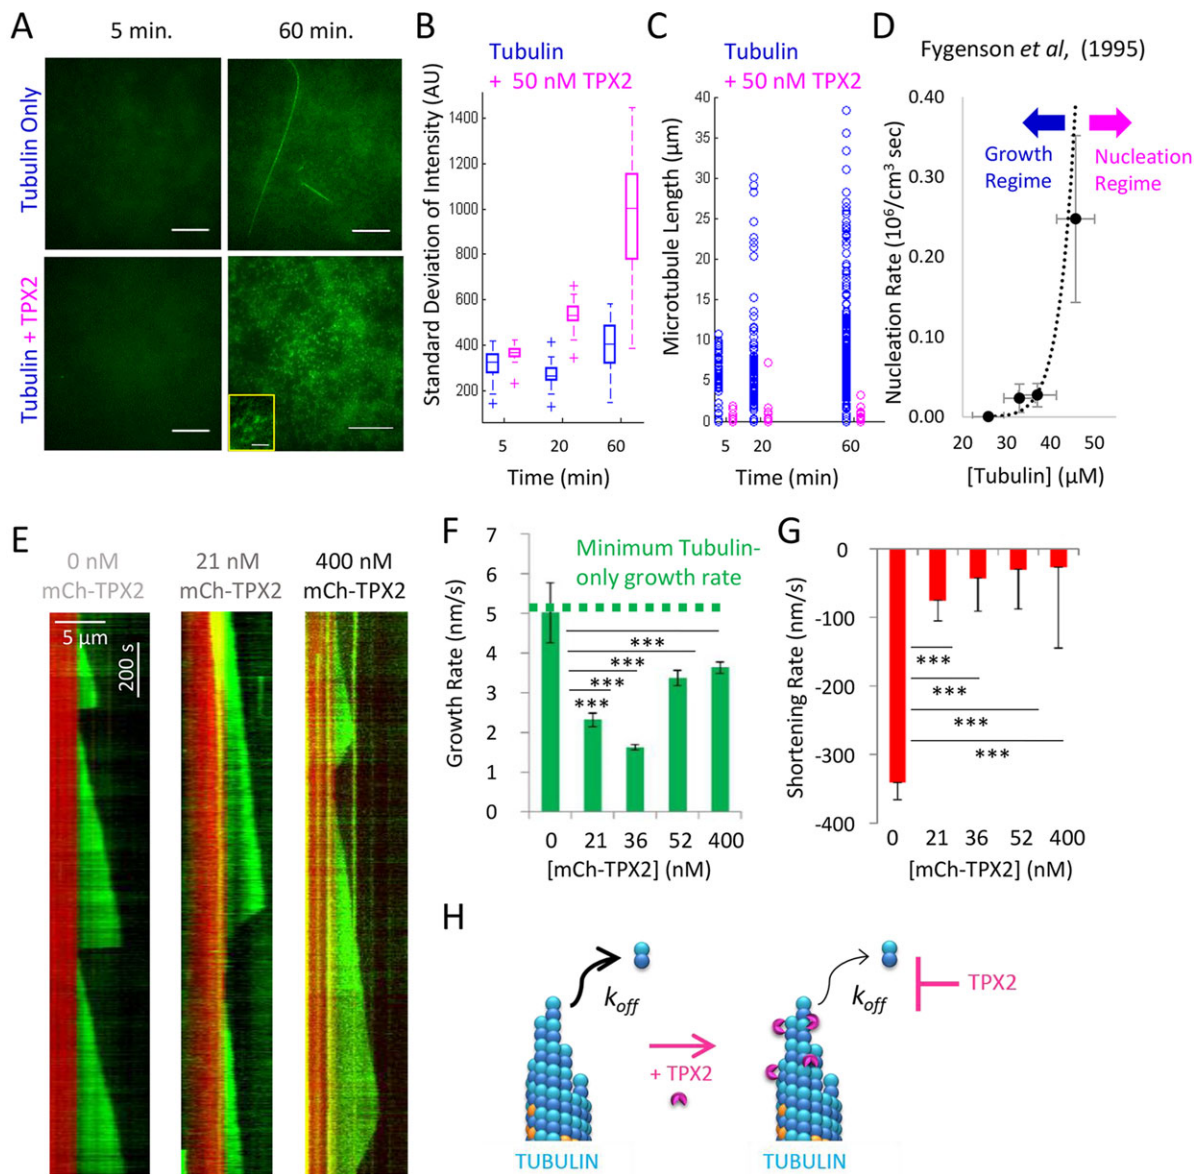 A
5 min.
60 min.
Tubulin Only
Tubulin + TPX2
B
Tubulin
+ 50 nM TPX2
Standard Deviation of Intensity (AU)
1400
1200
1000
800
600
400
200
5
20
60
Time (min)
C
Tubulin
+ 50 nM TPX2
Microtubule Length (µm)
40
35
30
25
20
15
10
5
0
5
20
60
Time (min)
D
Fygenson et al, (1995)
Nucleation Rate (10⁶/cm³ sec)
0.40
0.30
0.20
0.10
0.00
Growth
Regime
Nucleation
Regime
20
30
40
50
[Tubulin] (µM)
E
0 nM
mCh-TPX2
21 nM
mCh-TPX2
400 nM
mCh-TPX2
5 µm
200 s
F
Minimum Tubulin-
only growth rate
Growth Rate (nm/s)
7
6
5
4
3
2
1
0
***
***
***
***
0
21
36
52
400
[mCh-TPX2] (nM)
G
Shortening Rate (nm/s)
0
-100
-200
-300
-400
***
***
***
***
0
21
36
52
400
[mCh-TPX2] (nM)
H
koff
+ TPX2
koff
TPX2
TUBULIN
TUBULIN